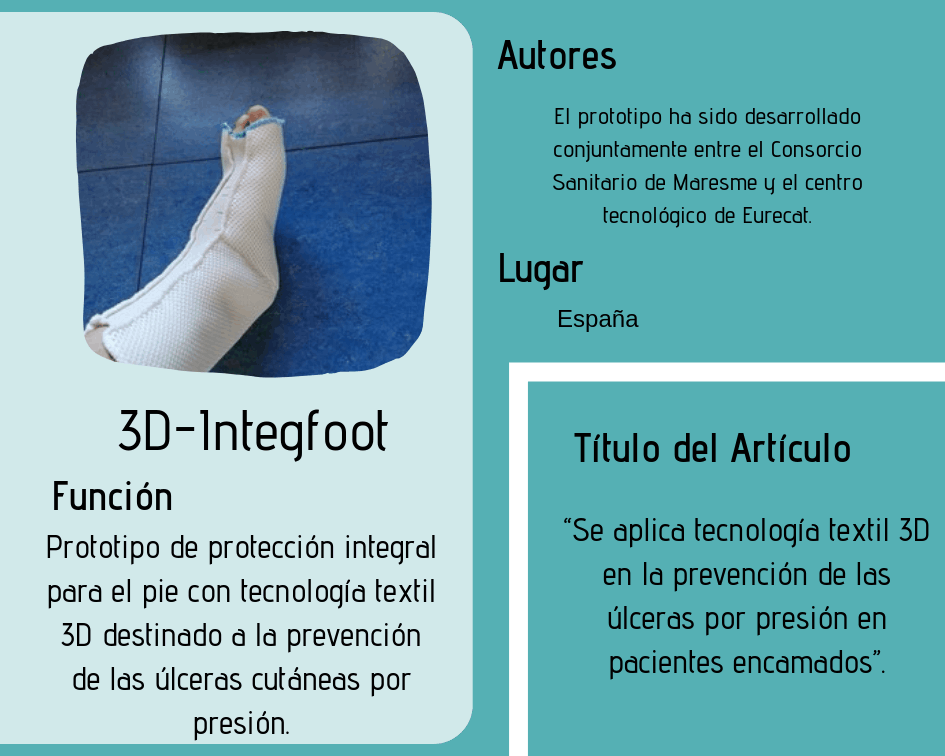 3D-Integfoot
Función
Prototipo de protección integral
para el pie con tecnología textil
3D destinado a la prevención
de las úlceras cutáneas por
presión.
Autores
El prototipo ha sido desarrollado
conjuntamente entre el Consorcio
Sanitario de Maresme y el centro
tecnológico de Eurecat.
Lugar
España
Título del Artículo
“Se aplica tecnología textil 3D
en la prevención de las
úlceras por presión en
pacientes encamados”.